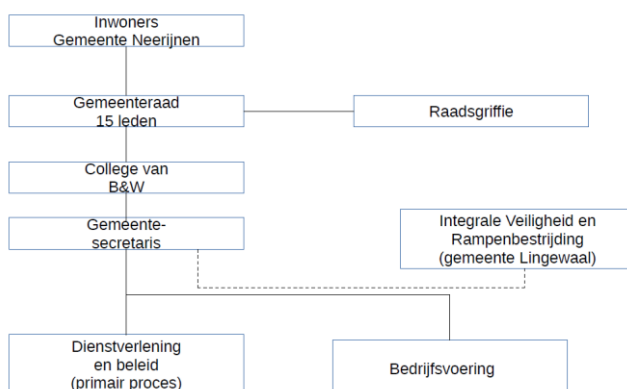 Inwoners
Gemeente Neerijnen
Gemeenteraad
15 leden
Raadsgriffie
College van
B&W
Gemeente-
secretaris
Integrale Veiligheid en
Rampenbestrijding
(gemeente Lingewaal)
Dienstverlening
en beleid
(primair proces)
Bedrijfsvoering